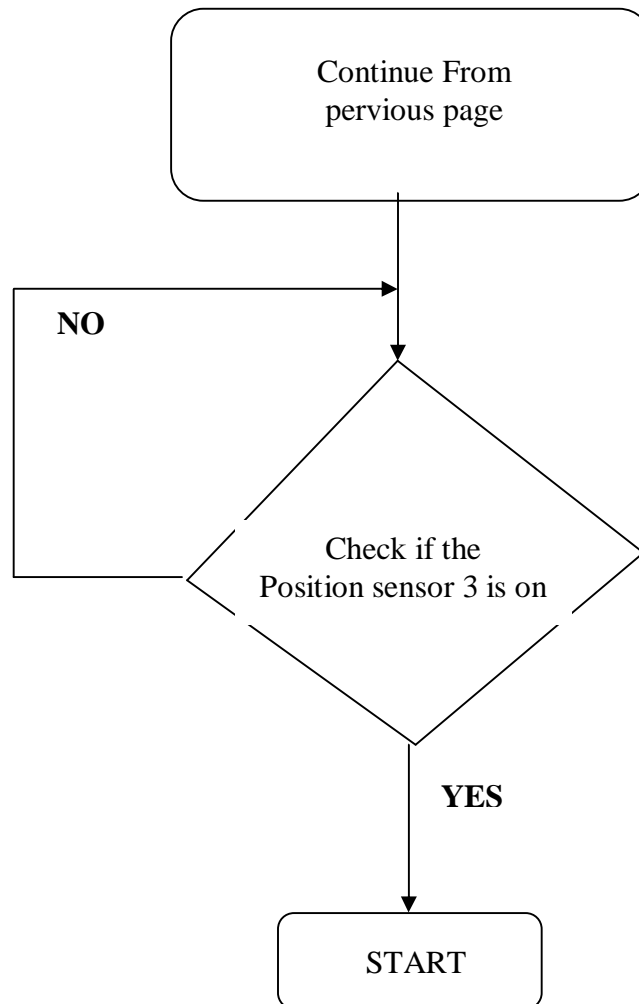 Continue From
pervious page
NO
Check if the
Position sensor 3 is on
YES
START